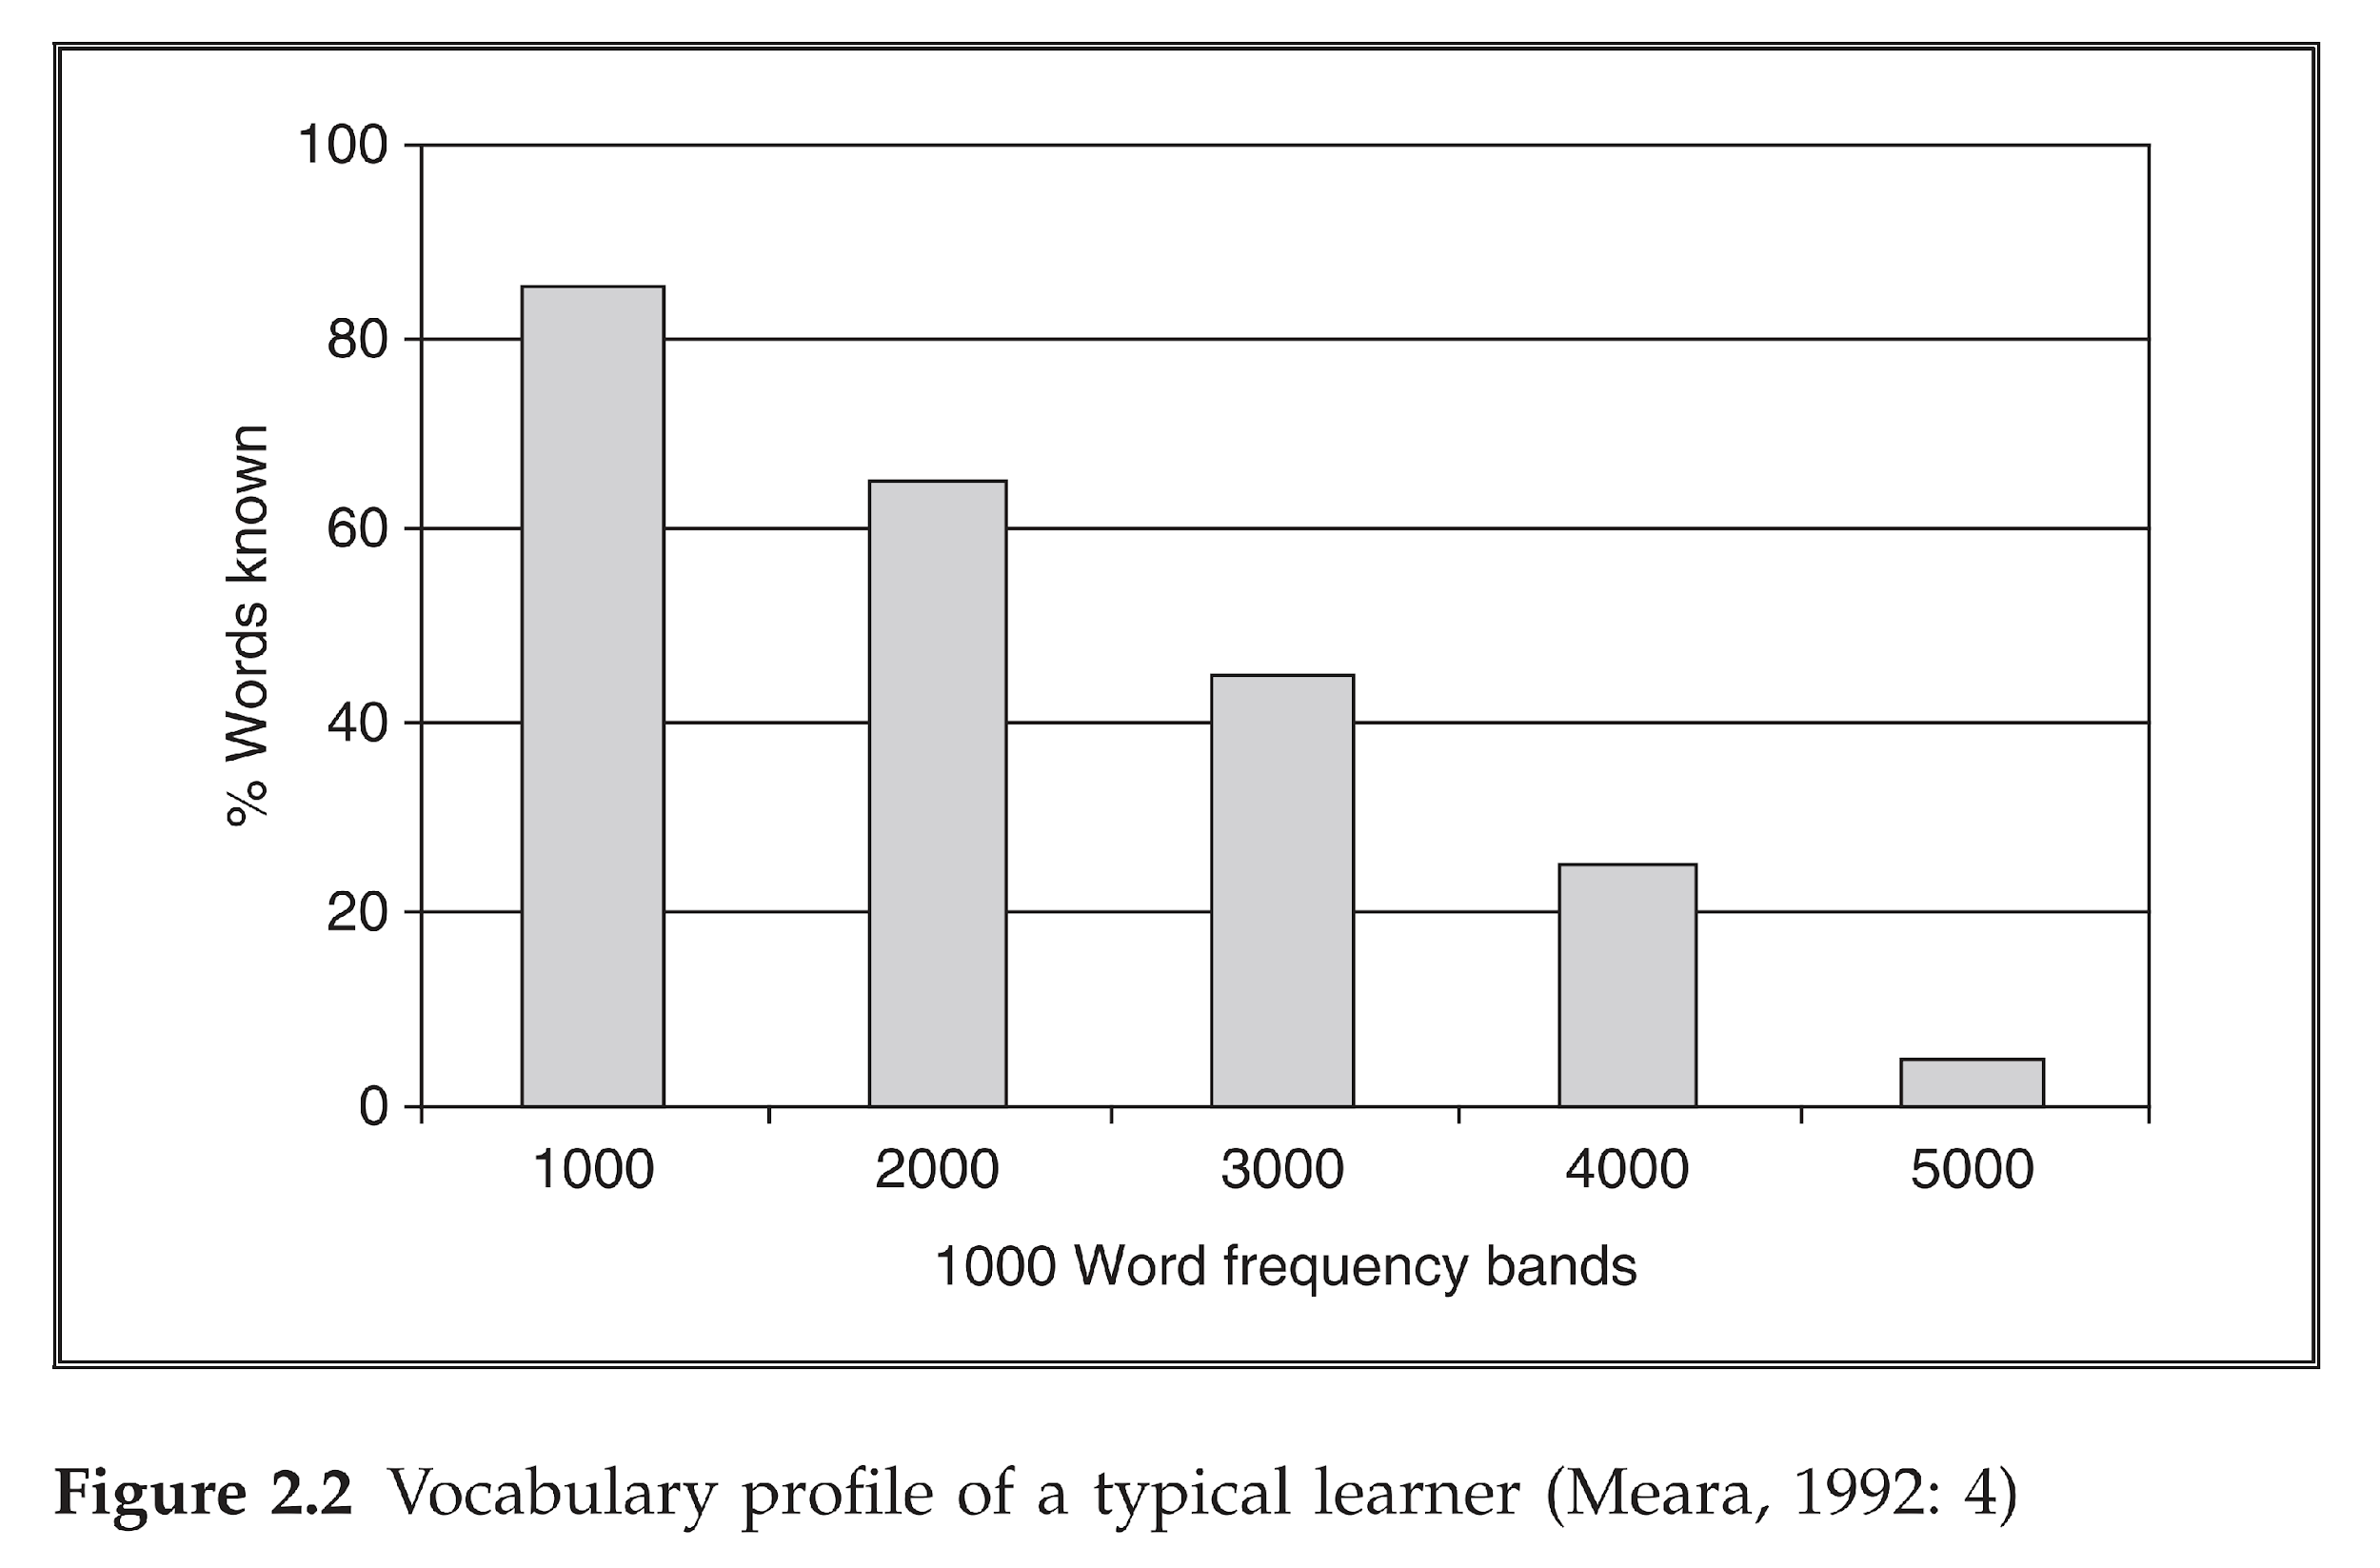 100
80
60
40
20
0
% Words known
1000 2000 3000 4000 5000
1000 Word frequency bands
Figure 2.2 Vocabulary profile of a typical learner (Meara, 1992: 4)